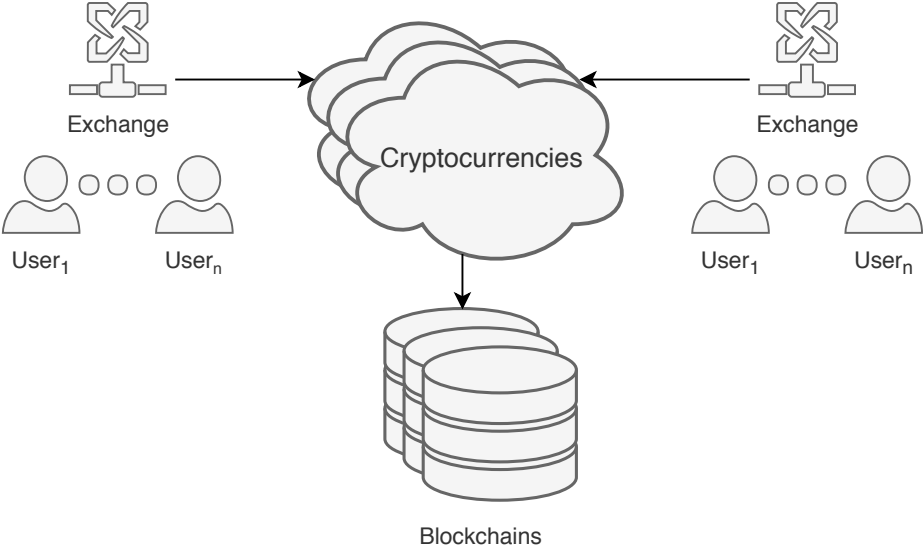 Exchange
Exchange
Cryptocurrencies
User₁
Userₙ
User₁
Userₙ
Blockchains